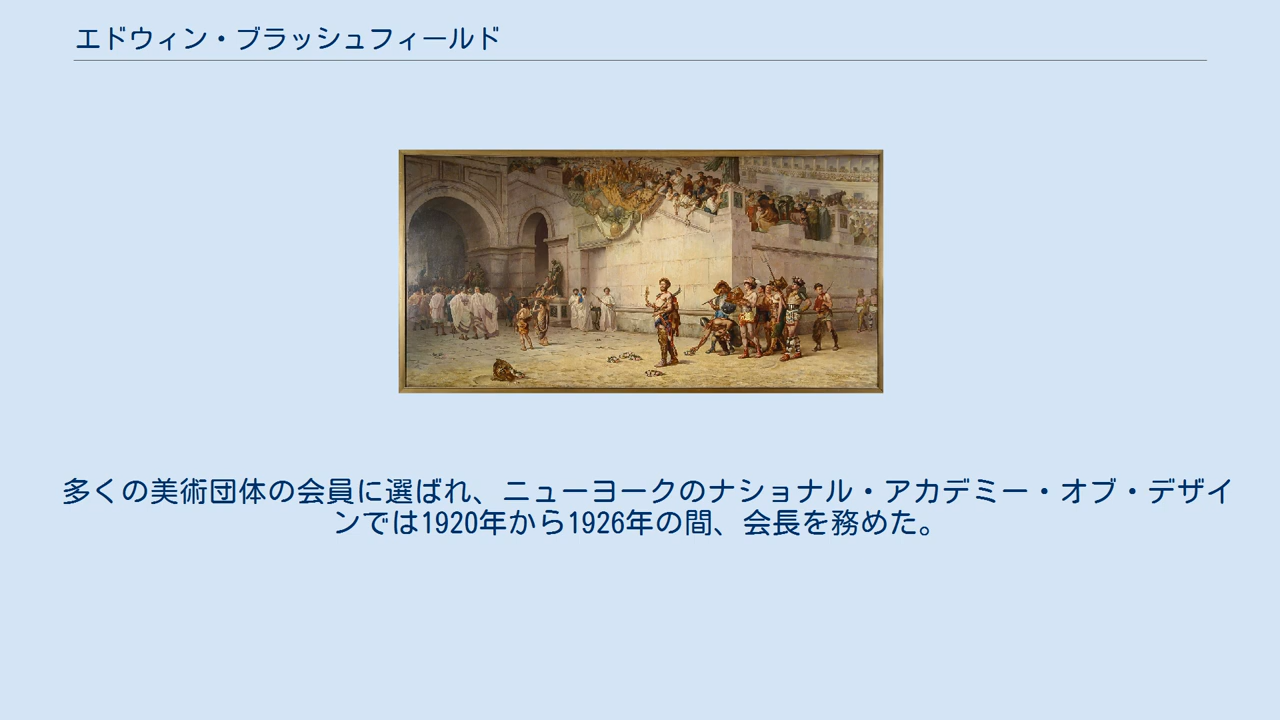 エドウィン・ブラッシュフィールド
多くの美術団体の会員に選ばれ、ニューヨークのナショナル・アカデミー・オブ・デザイ
ンでは1920年から1926年の間、会長を務めた。